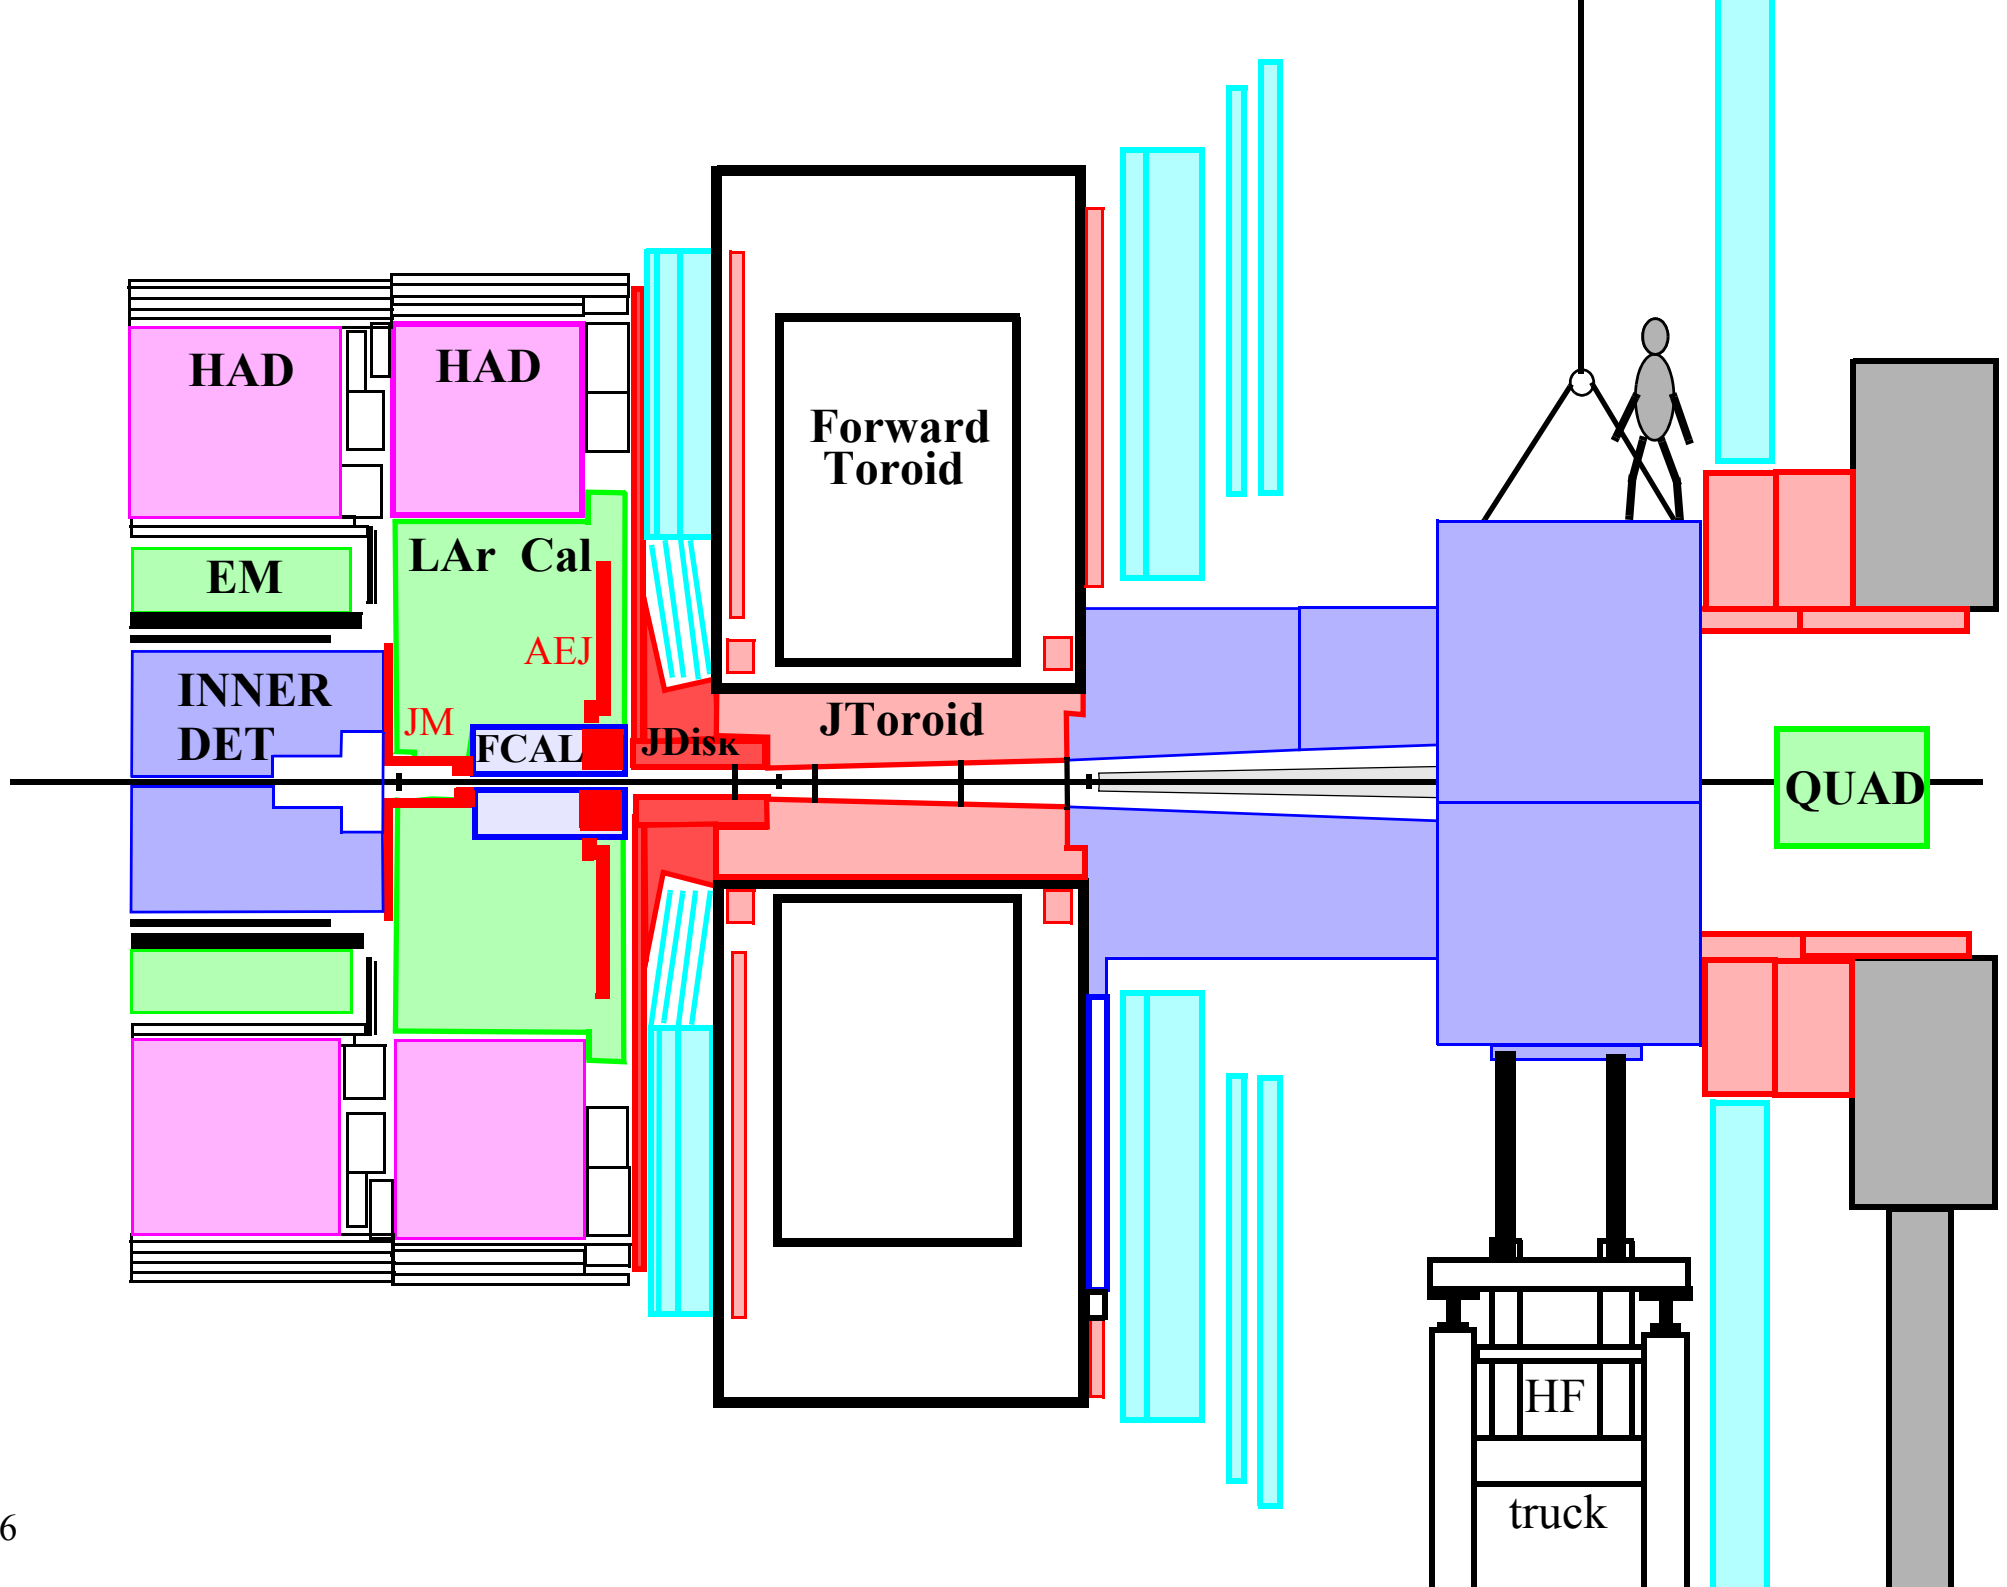 HAD
HAD
Forward
Toroid
EM
LAr Cal
AEJ
INNER
DET
JM
FCAL
JDisk
JToroid
QUAD
HF
truck
6